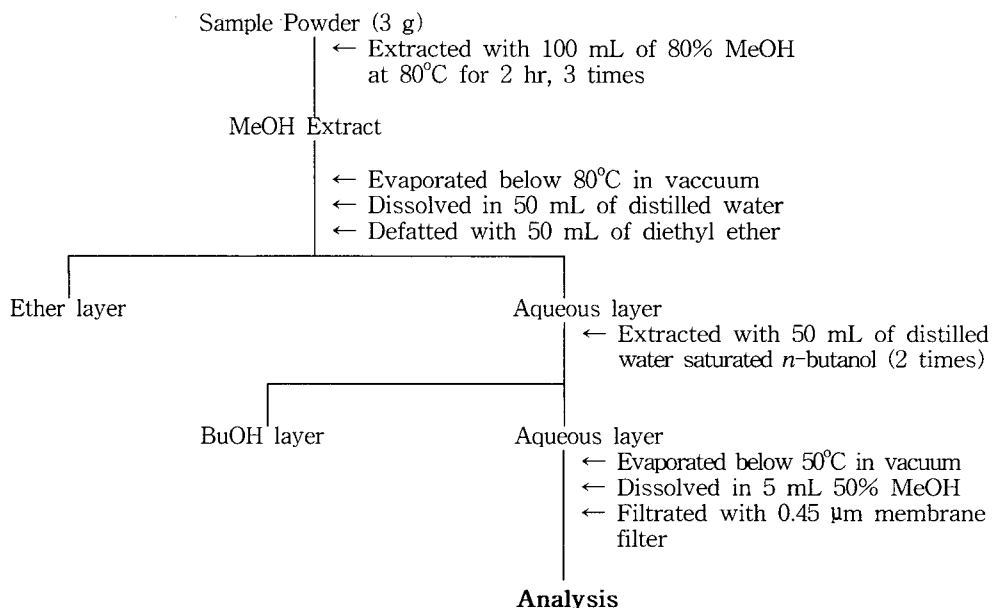 Sample Powder (3 g)
← Extracted with 100 mL of 80% MeOH
at 80°C for 2 hr, 3 times
MeOH Extract
← Evaporated below 80°C in vaccuum
← Dissolved in 50 mL of distilled water
← Defatted with 50 mL of diethyl ether
Ether layer
Aqueous layer
← Extracted with 50 mL of distilled
water saturated n-butanol (2 times)
BuOH layer
Aqueous layer
← Evaporated below 50°C in vacuum
← Dissolved in 5 mL 50% MeOH
← Filtrated with 0.45 μm membrane
filter
Analysis